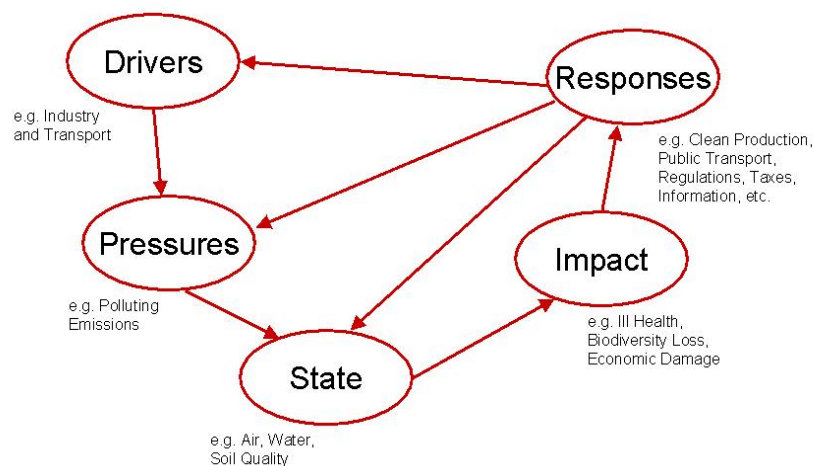 Drivers
Responses
e.g. Industry
and Transport
e.g. Clean Production,
Public Transport,
Regulations, Taxes,
Information, etc.
Pressures
Impact
e.g. Polluting
Emissions
e.g. Ill Health,
Biodiversity Loss,
Economic Damage
State
e.g. Air, Water,
Soil Quality